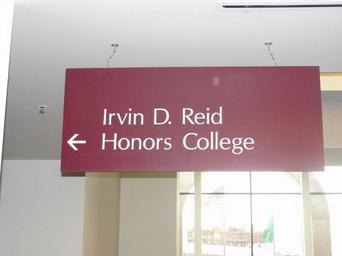 Irvin D. Reid
← Honors College